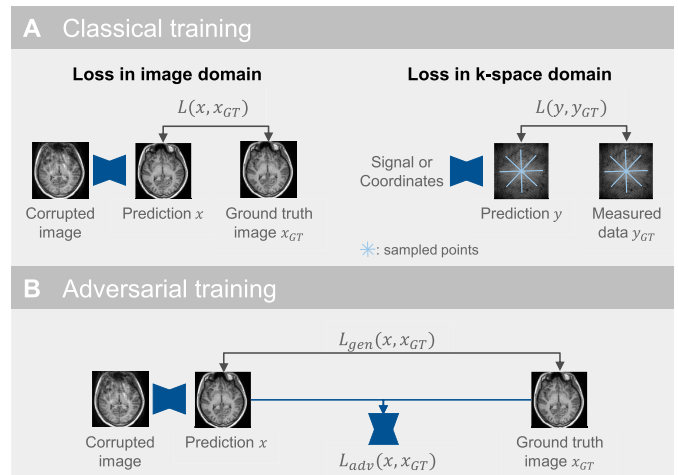 A Classical training
Loss in image domain
L(x, x_GT)
Corrupted
image
Prediction x
Ground truth
image x_GT
Loss in k-space domain
L(y, y_GT)
Signal or
Coordinates
Prediction y
Measured
data y_GT
: sampled points
B Adversarial training
L_gen(x, x_GT)
Corrupted
image
Prediction x
L_adv(x, x_GT)
Ground truth
image x_GT